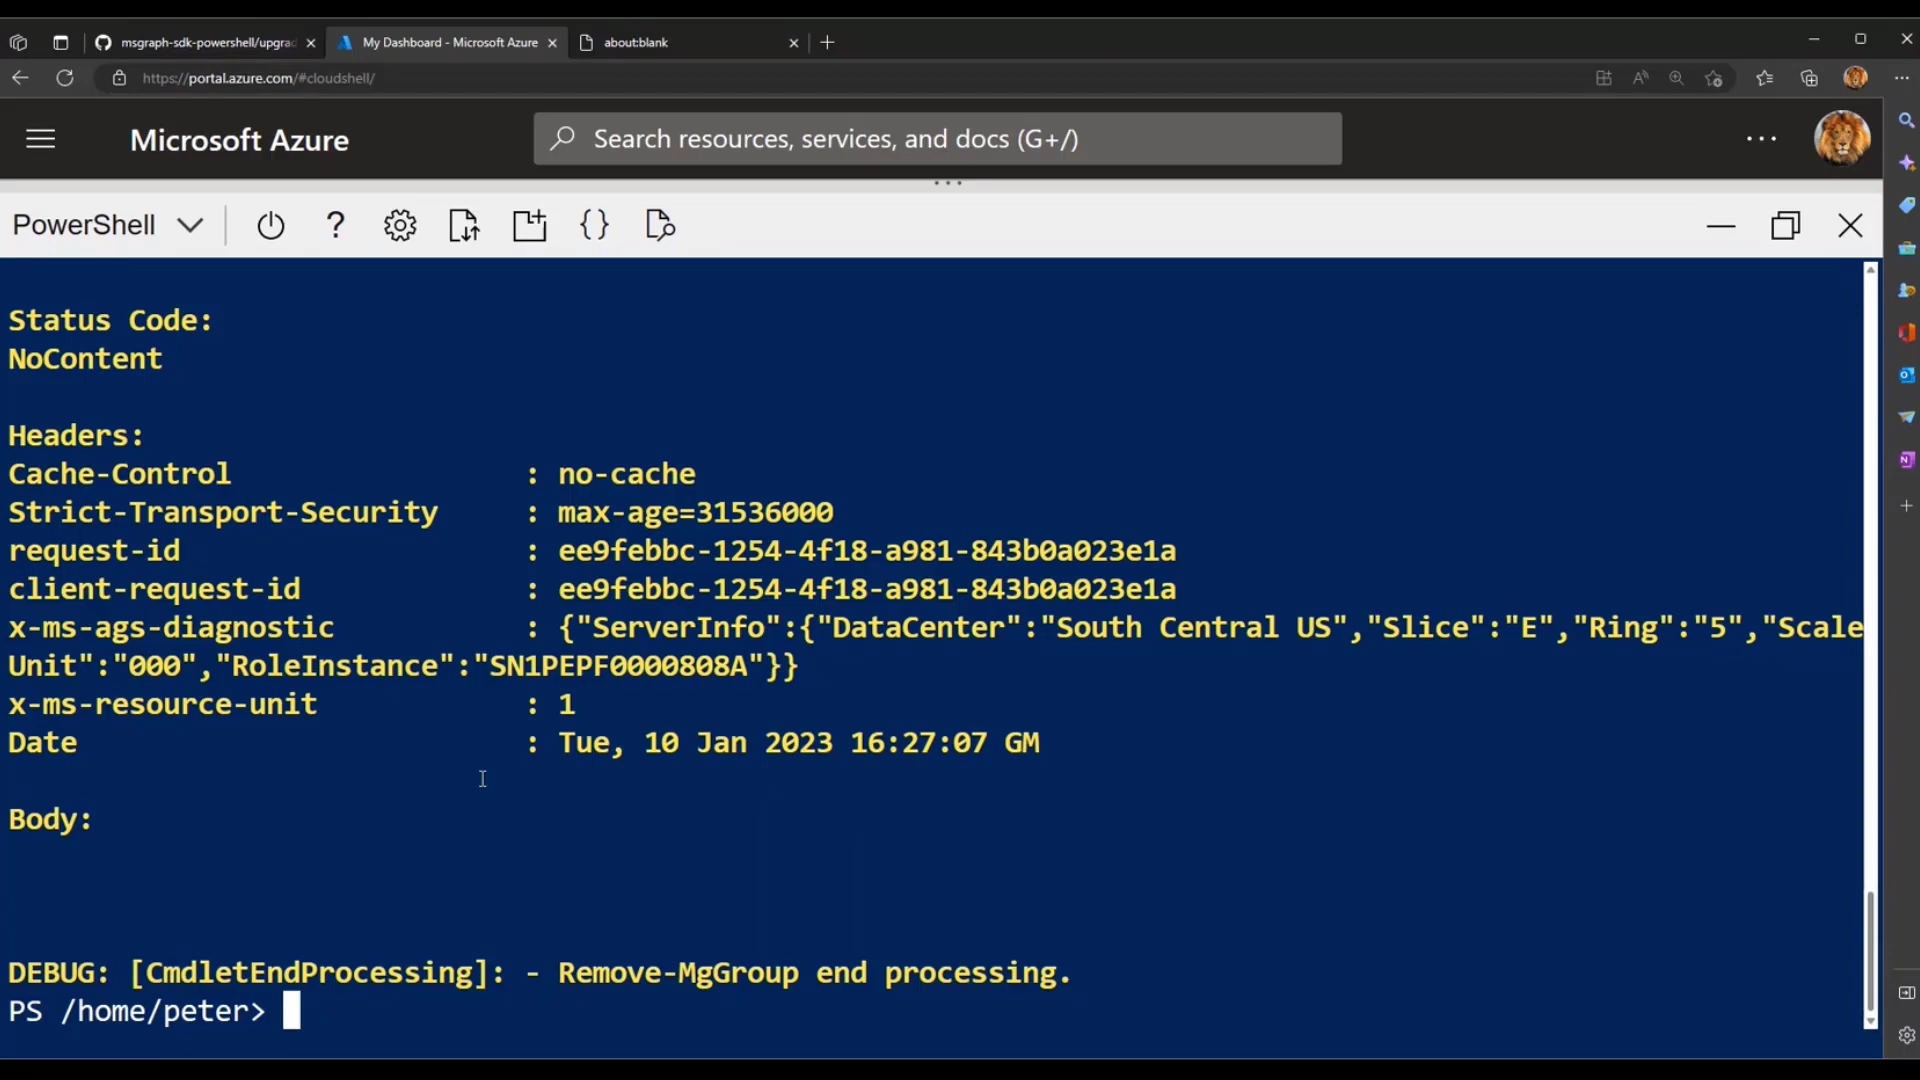 msgraph-sdk-powershell/upgrad
My Dashboard - Microsoft Azure
about:blank
https://portal.azure.com/#cloudshell/
Microsoft Azure
Search resources, services, and docs (G+/)
PowerShell
Status Code:
NoContent
Headers:
Cache-Control : no-cache
Strict-Transport-Security : max-age=31536000
request-id : ee9febbc-1254-4f18-a981-843b0a023e1a
client-request-id : ee9febbc-1254-4f18-a981-843b0a023e1a
x-ms-ags-diagnostic : {"ServerInfo":{"DataCenter":"South Central US","Slice":"E","Ring":"5","Scale
Unit":"000","RoleInstance":"SN1PEPF0000808A"}}
x-ms-resource-unit : 1
Date : Tue, 10 Jan 2023 16:27:07 GM
Body:
DEBUG: [CmdletEndProcessing]: - Remove-MgGroup end processing.
PS /home/peter>